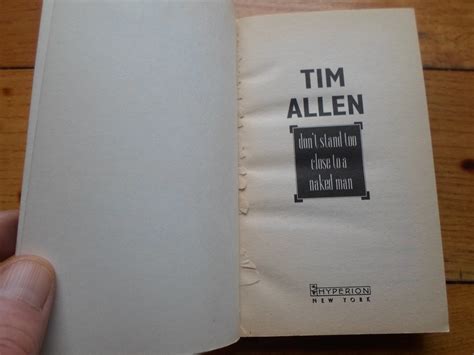 TIM
ALLEN
don't stand too
close to a
naked man
HYPERION
NEW YORK